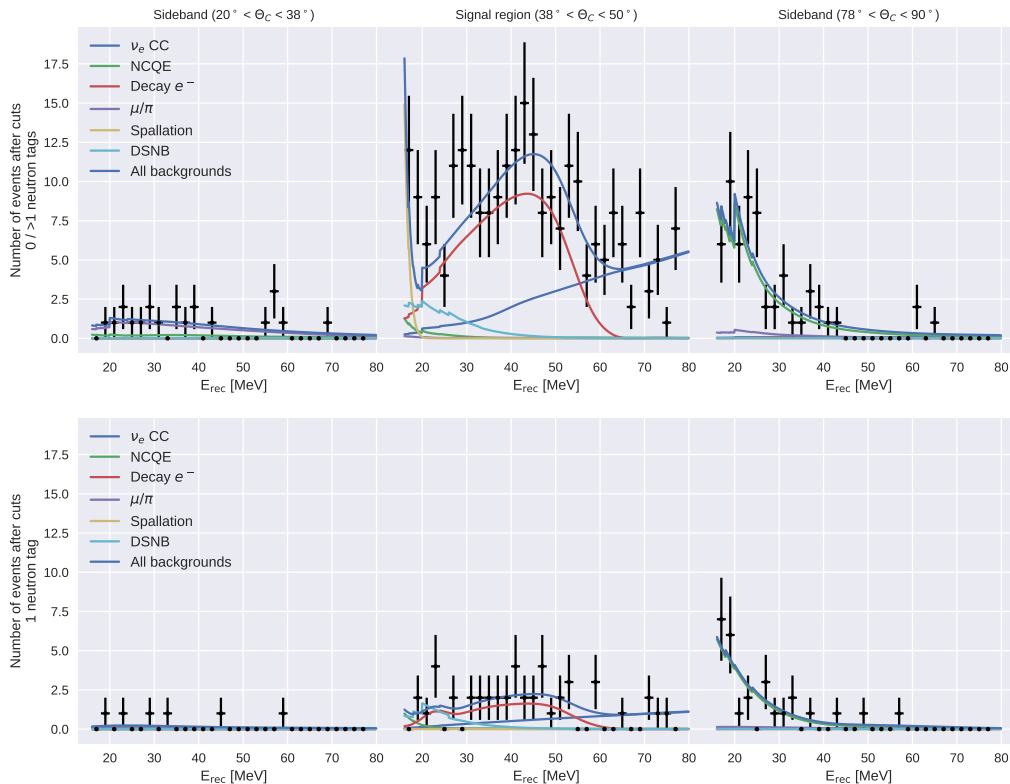 Sideband (20° < Θ_C < 38°)
Signal region (38° < Θ_C < 50°)
Sideband (78° < Θ_C < 90°)
Number of events after cuts
0 / >1 neutron tags
17.5
15.0
12.5
10.0
7.5
5.0
2.5
0.0
ν_e CC
NCQE
Decay e⁻
μ/π
Spallation
DSNB
All backgrounds
20 30 40 50 60 70 80
20 30 40 50 60 70 80
20 30 40 50 60 70 80
E_rec [MeV]
E_rec [MeV]
E_rec [MeV]
Number of events after cuts
1 neutron tag
17.5
15.0
12.5
10.0
7.5
5.0
2.5
0.0
ν_e CC
NCQE
Decay e⁻
μ/π
Spallation
DSNB
All backgrounds
20 30 40 50 60 70 80
20 30 40 50 60 70 80
20 30 40 50 60 70 80
E_rec [MeV]
E_rec [MeV]
E_rec [MeV]